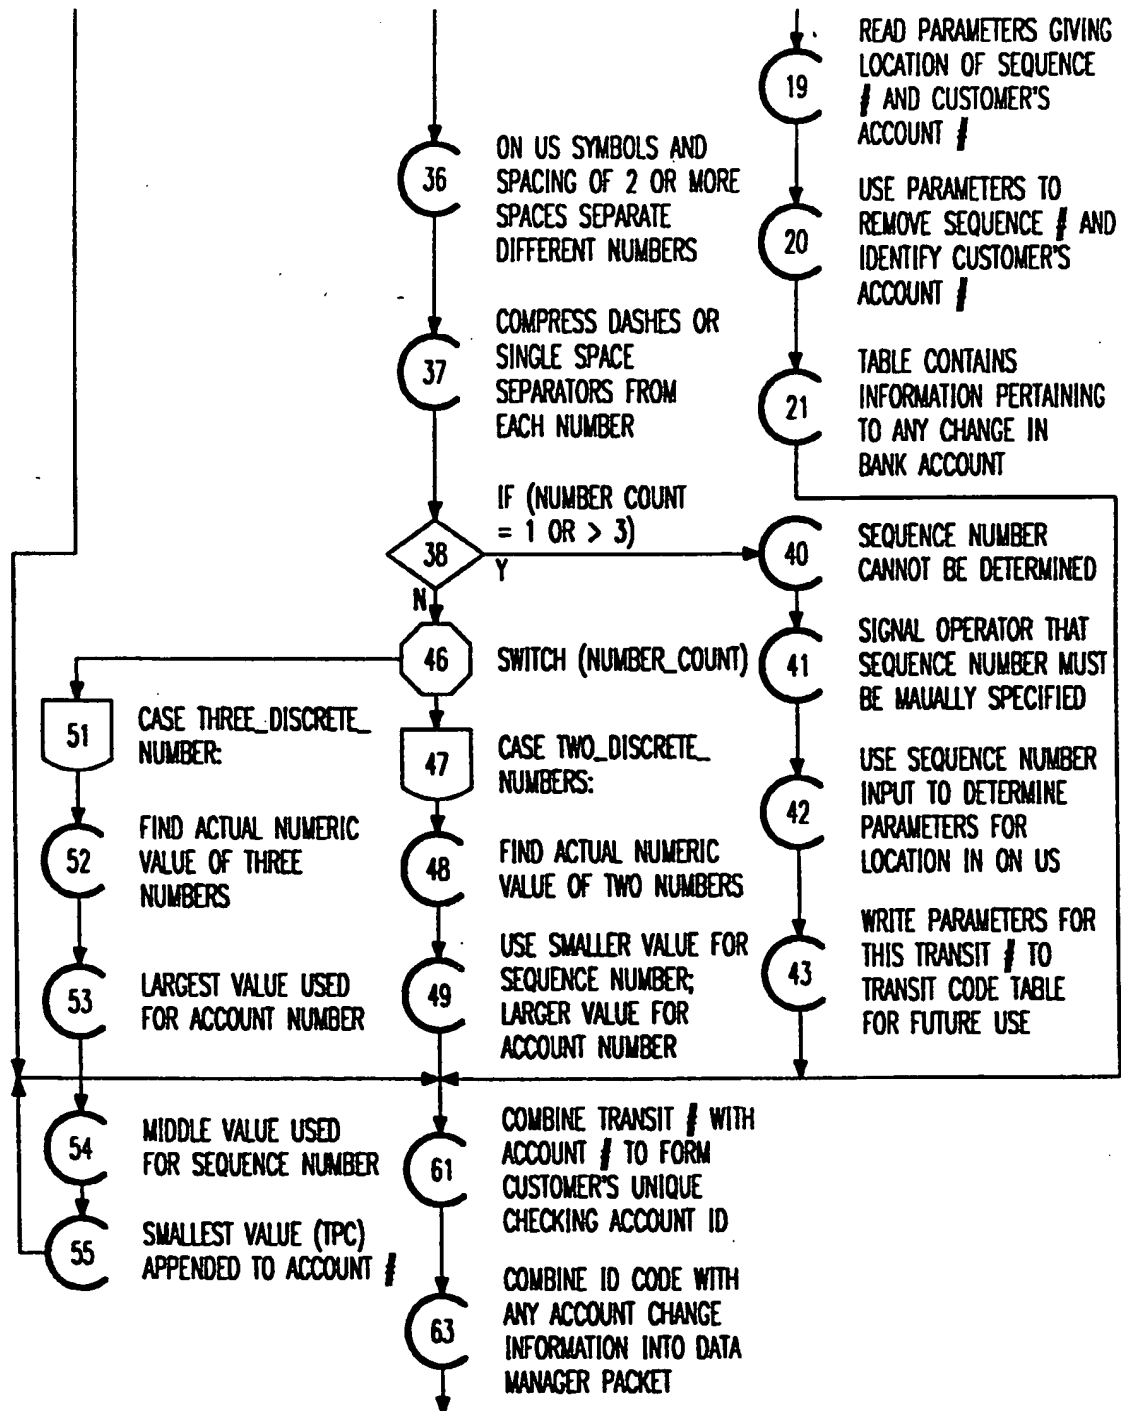 19
READ PARAMETERS GIVING
LOCATION OF SEQUENCE
# AND CUSTOMER'S
ACCOUNT #
36
ON US SYMBOLS AND
SPACING OF 2 OR MORE
SPACES SEPARATE
DIFFERENT NUMBERS
20
USE PARAMETERS TO
REMOVE SEQUENCE # AND
IDENTIFY CUSTOMER'S
ACCOUNT #
37
COMPRESS DASHES OR
SINGLE SPACE
SEPARATORS FROM
EACH NUMBER
21
TABLE CONTAINS
INFORMATION PERTAINING
TO ANY CHANGE IN
BANK ACCOUNT
38
IF (NUMBER COUNT
= 1 OR > 3)
Y
N
40
SEQUENCE NUMBER
CANNOT BE DETERMINED
46
SWITCH (NUMBER_COUNT)
41
SIGNAL OPERATOR THAT
SEQUENCE NUMBER MUST
BE MAUALLY SPECIFIED
51
CASE THREE_DISCRETE_
NUMBER:
47
CASE TWO_DISCRETE_
NUMBERS:
42
USE SEQUENCE NUMBER
INPUT TO DETERMINE
PARAMETERS FOR
LOCATION IN ON US
52
FIND ACTUAL NUMERIC
VALUE OF THREE
NUMBERS
48
FIND ACTUAL NUMERIC
VALUE OF TWO NUMBERS
43
WRITE PARAMETERS FOR
THIS TRANSIT # TO
TRANSIT CODE TABLE
FOR FUTURE USE
53
LARGEST VALUE USED
FOR ACCOUNT NUMBER
49
USE SMALLER VALUE FOR
SEQUENCE NUMBER;
LARGER VALUE FOR
ACCOUNT NUMBER
54
MIDDLE VALUE USED
FOR SEQUENCE NUMBER
61
COMBINE TRANSIT # WITH
ACCOUNT # TO FORM
CUSTOMER'S UNIQUE
CHECKING ACCOUNT ID
55
SMALLEST VALUE (TPC)
APPENDED TO ACCOUNT #
63
COMBINE ID CODE WITH
ANY ACCOUNT CHANGE
INFORMATION INTO DATA
MANAGER PACKET